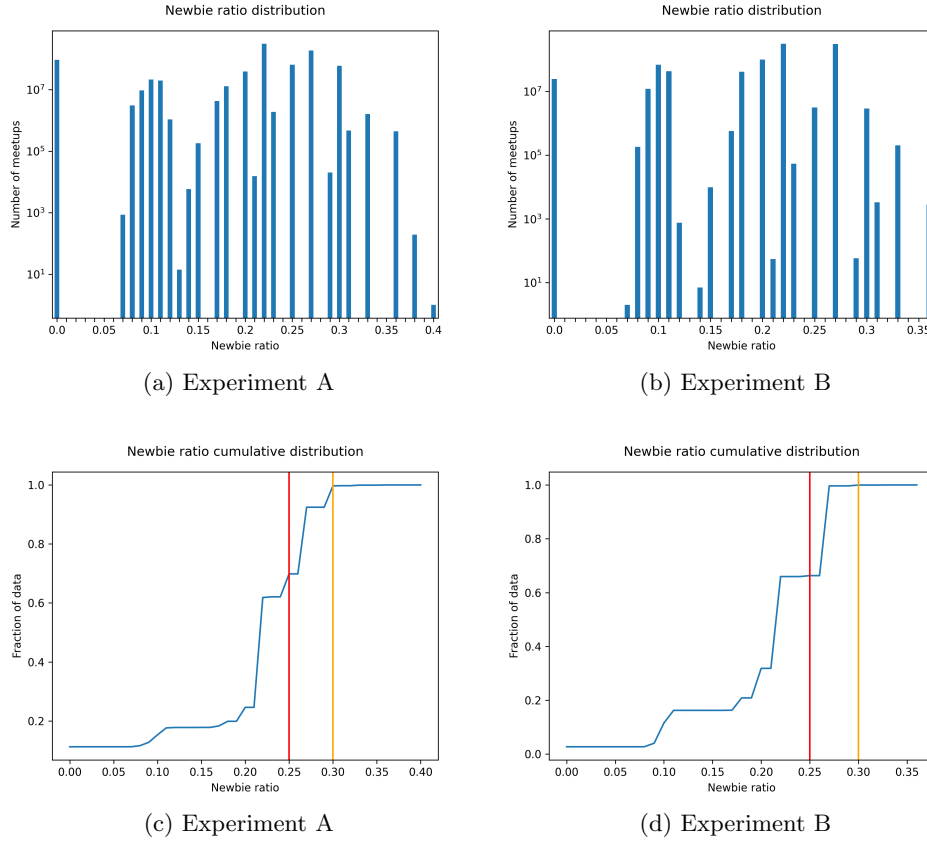 Newbie ratio distribution
Number of meetups
10^7
10^5
10^3
10^1
0.0 0.1 0.15 0.2 0.25 0.3 0.4
Newbie ratio
(a) Experiment A
Newbie ratio distribution
Number of meetups
10^7
10^5
10^3
10^1
0.0 0.1 0.15 0.2 0.25 0.3 0.35
Newbie ratio
(b) Experiment B
Newbie ratio cumulative distribution
Fraction of data
1.0
0.8
0.6
0.4
0.2
0.00 0.05 0.10 0.15 0.20 0.25 0.30 0.35 0.40
Newbie ratio
(c) Experiment A
Newbie ratio cumulative distribution
Fraction of data
1.0
0.8
0.6
0.4
0.2
0.0
0.00 0.05 0.10 0.15 0.20 0.25 0.30 0.35
Newbie ratio
(d) Experiment B